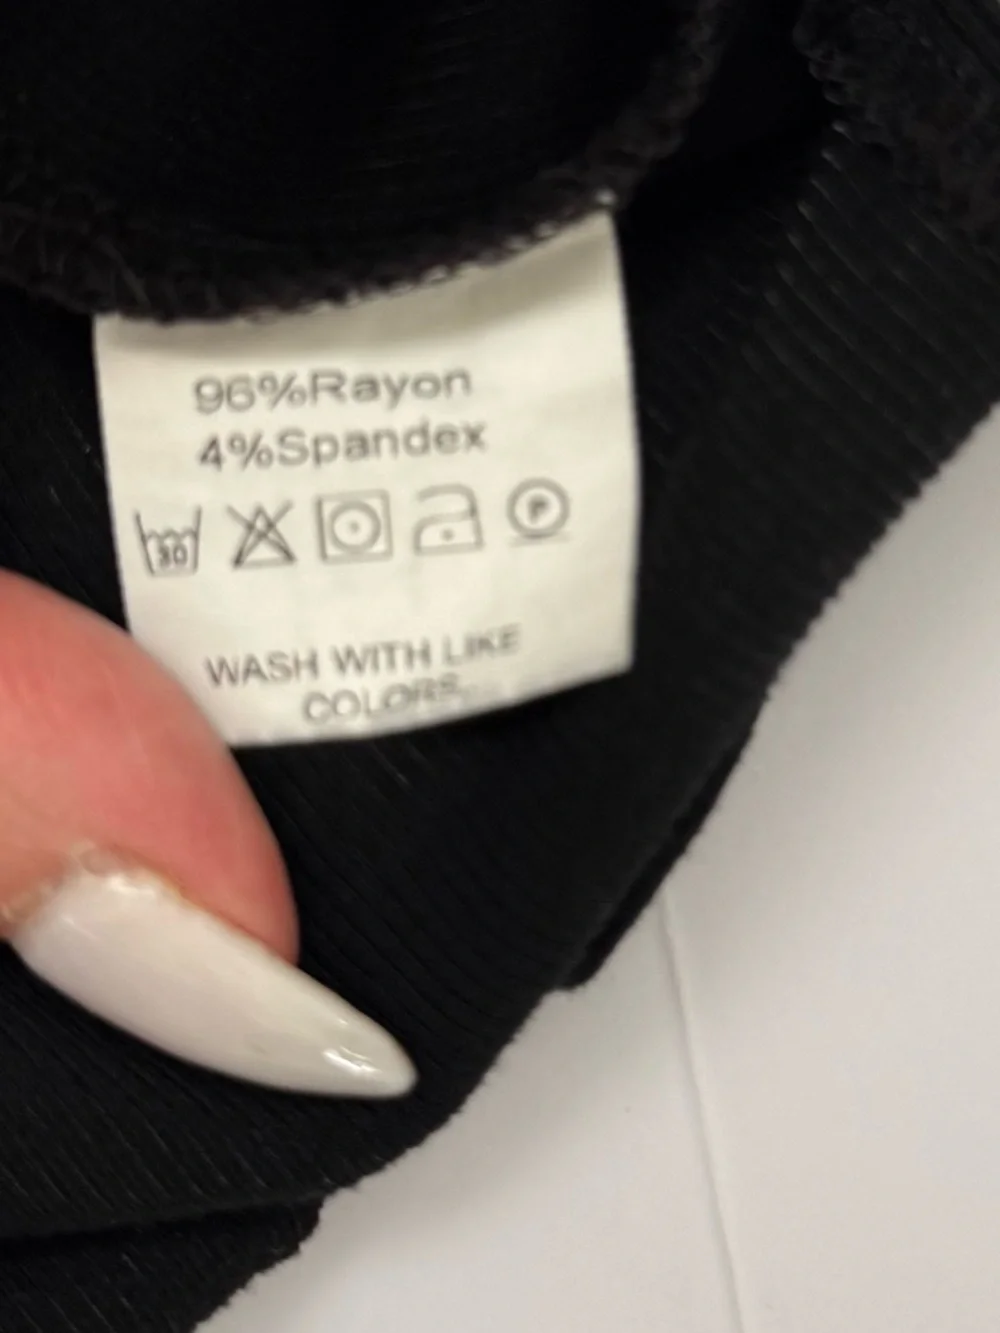 96%Rayon
4%Spandex
30 P
WASH WITH LIKE
COLORS